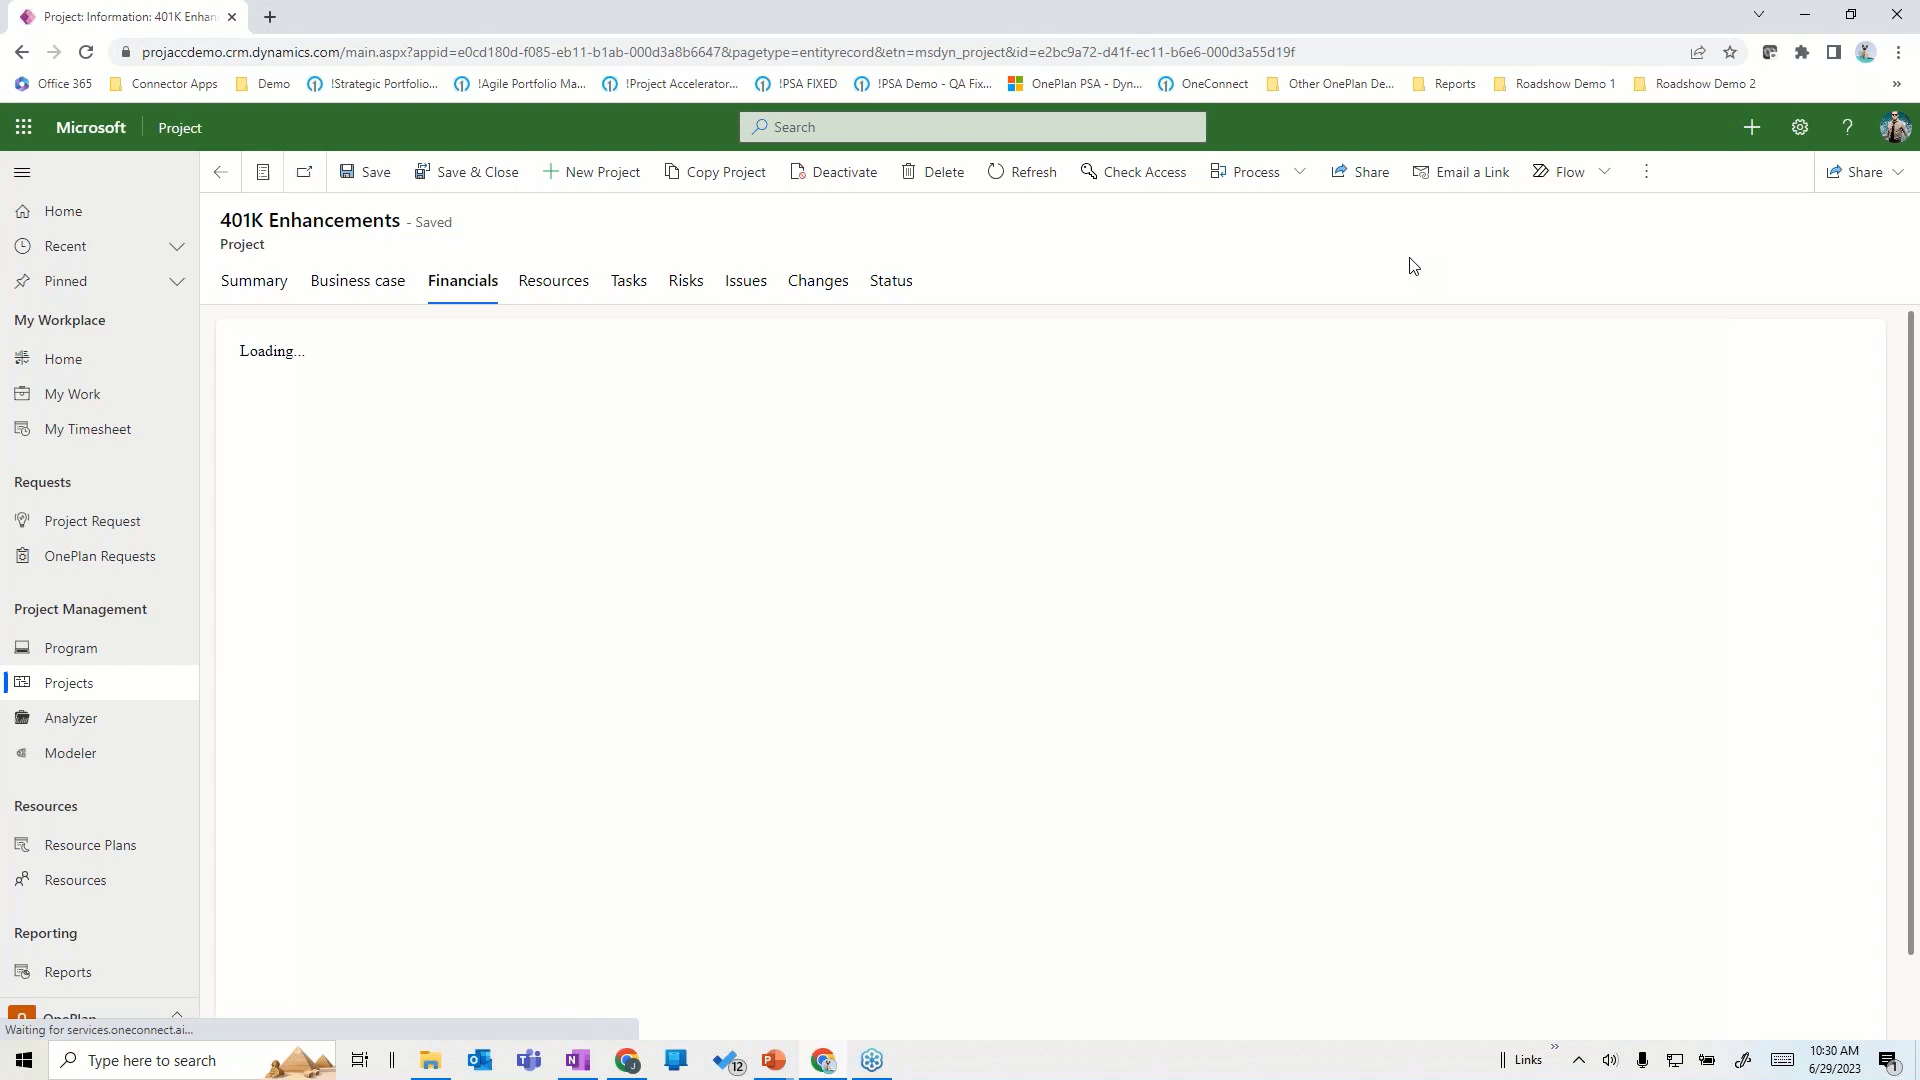 Project: Information: 401K Enhan
projaccdemo.crm.dynamics.com/main.aspx?appid=e0cd180d-f085-eb11-b1ab-000d3a8b6647&pagetype=entityrecord&etn=msdyn_project&id=e2bc9a72-d41f-ec11-b6e6-000d3a55d19f
Office 365 Connector Apps Demo !Strategic Portfolio... !Agile Portfolio Ma... !Project Accelerator... !PSA FIXED !PSA Demo - QA Fix... OnePlan PSA - Dyn... OneConnect Other OnePlan De... Reports Roadshow Demo 1 Roadshow Demo 2 »
Microsoft Project Search
Save Save & Close New Project Copy Project Deactivate Delete Refresh Check Access Process Share Email a Link Flow Share
401K Enhancements - Saved
Project
Summary Business case Financials Resources Tasks Risks Issues Changes Status
Loading...
Home
Recent
Pinned
My Workplace
Home
My Work
My Timesheet
Requests
Project Request
OnePlan Requests
Project Management
Program
Projects
Analyzer
Modeler
Resources
Resource Plans
Resources
Reporting
Reports
OnePlan
Waiting for services.oneconnect.ai...
Type here to search
12
Links »
10:30 AM
6/29/2023
1